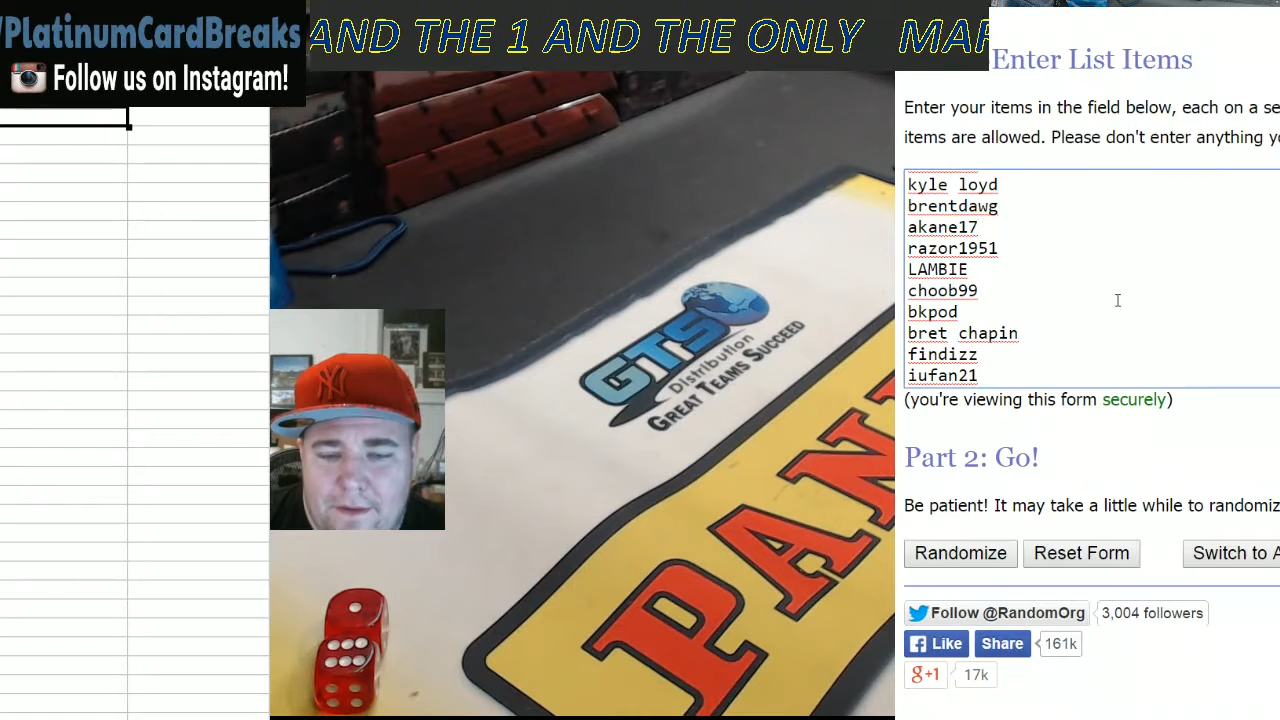 /PlatinumCardBreaks
Follow us on Instagram!
AND THE 1 AND THE ONLY MAR
Enter List Items
Enter your items in the field below, each on a se
items are allowed. Please don't enter anything yo
kyle loyd
brentdawg
akane17
razor1951
LAMBIE
choob99
bkpod
bret chapin
findizz
iufan21
(you're viewing this form securely)
Part 2: Go!
Be patient! It may take a little while to randomiz
Randomize
Reset Form
Switch to A
Follow @RandomOrg
3,004 followers
Like
Share
161k
g+1
17k
GTS
Distribution
GREAT TEAMS SUCCEED
PAN